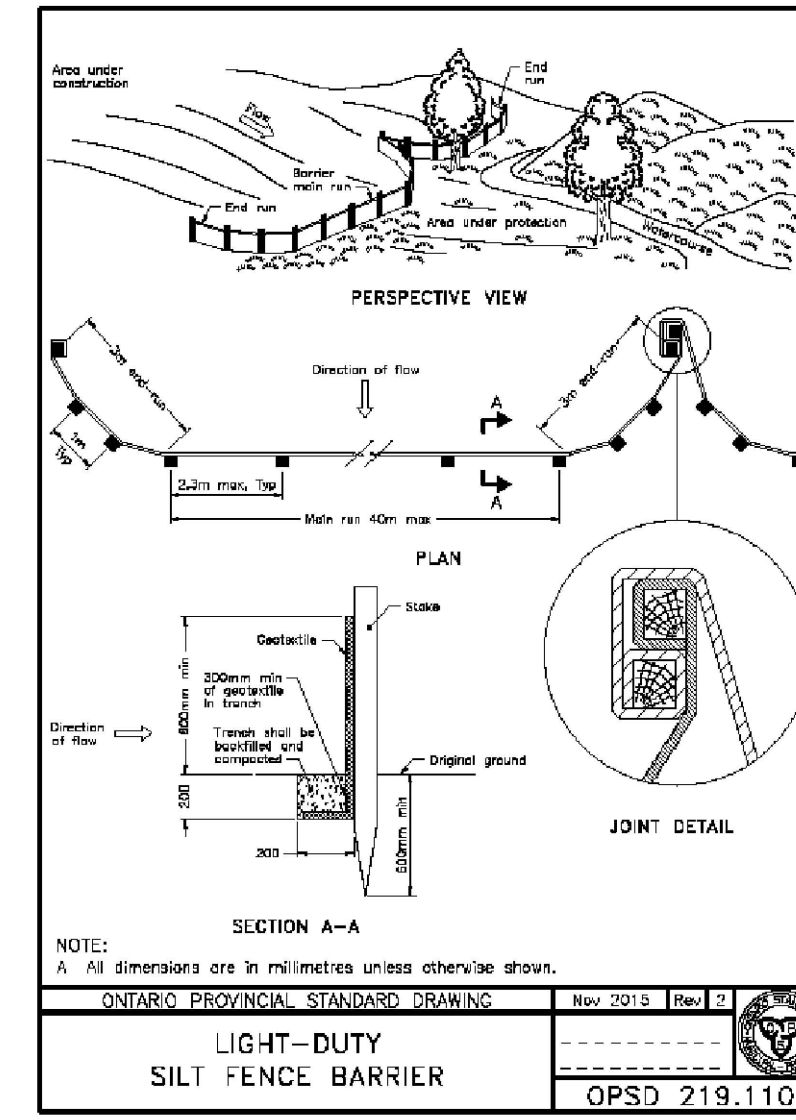 Area under
construction
Flow
End
run
Barrier
main run
End run
Area under protection
Watercourse
PERSPECTIVE VIEW
3m end-run
1m
Typ
Direction of flow
3m end-run
A
A
2.3m max, Typ
Main run 40m max
PLAN
Stake
Geotextile
300mm min
of geotextile
in trench
Trench shall be
backfilled and
compacted
600mm min
Direction
of flow
Original ground
200
200
600mm min
SECTION A-A
JOINT DETAIL
NOTE:
A All dimensions are in millimetres unless otherwise shown.
ONTARIO PROVINCIAL STANDARD DRAWING
Nov 2015 Rev 2
LIGHT-DUTY
SILT FENCE BARRIER
OPSD 219.110